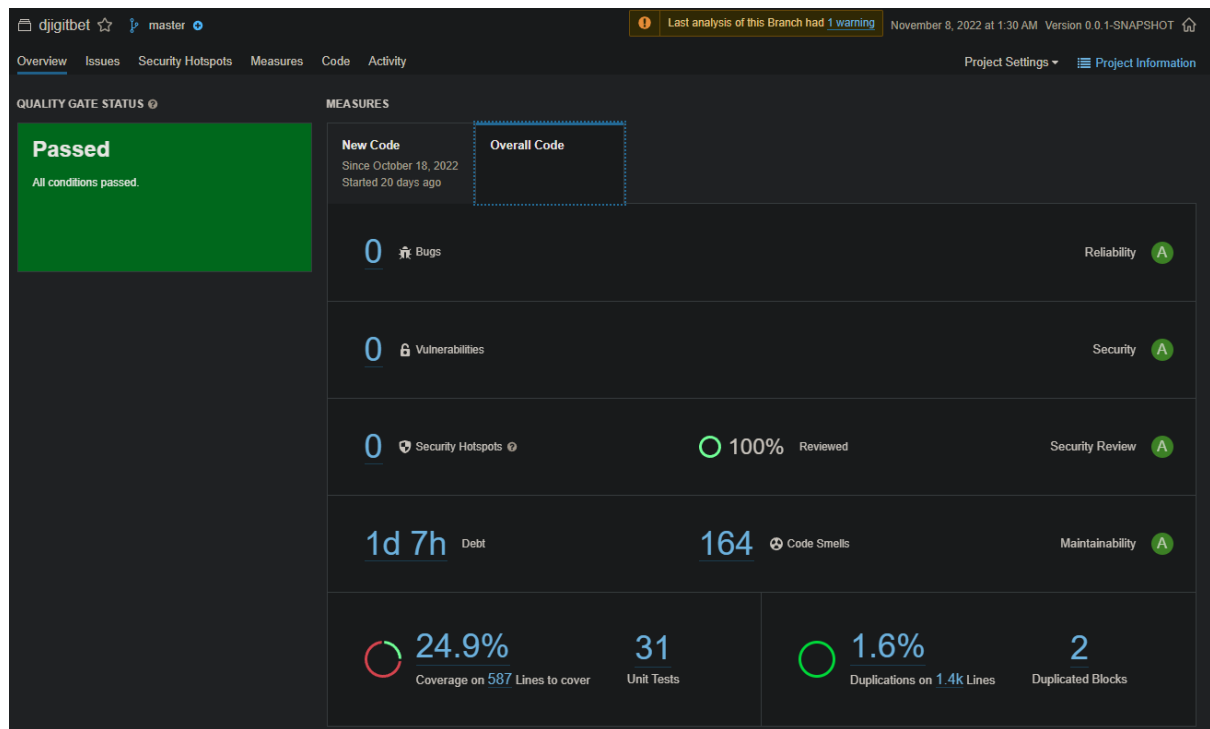 djigitbet master Last analysis of this Branch had 1 warning November 8, 2022 at 1:30 AM Version 0.0.1-SNAPSHOT
Overview Issues Security Hotspots Measures Code Activity Project Settings Project Information
QUALITY GATE STATUS
Passed
All conditions passed.
MEASURES
New Code
Since October 18, 2022
Started 20 days ago
Overall Code
0 Bugs Reliability A
0 Vulnerabilities Security A
0 Security Hotspots 100% Reviewed Security Review A
1d 7h Debt 164 Code Smells Maintainability A
24.9%
Coverage on 587 Lines to cover
31
Unit Tests
1.6%
Duplications on 1.4k Lines
2
Duplicated Blocks